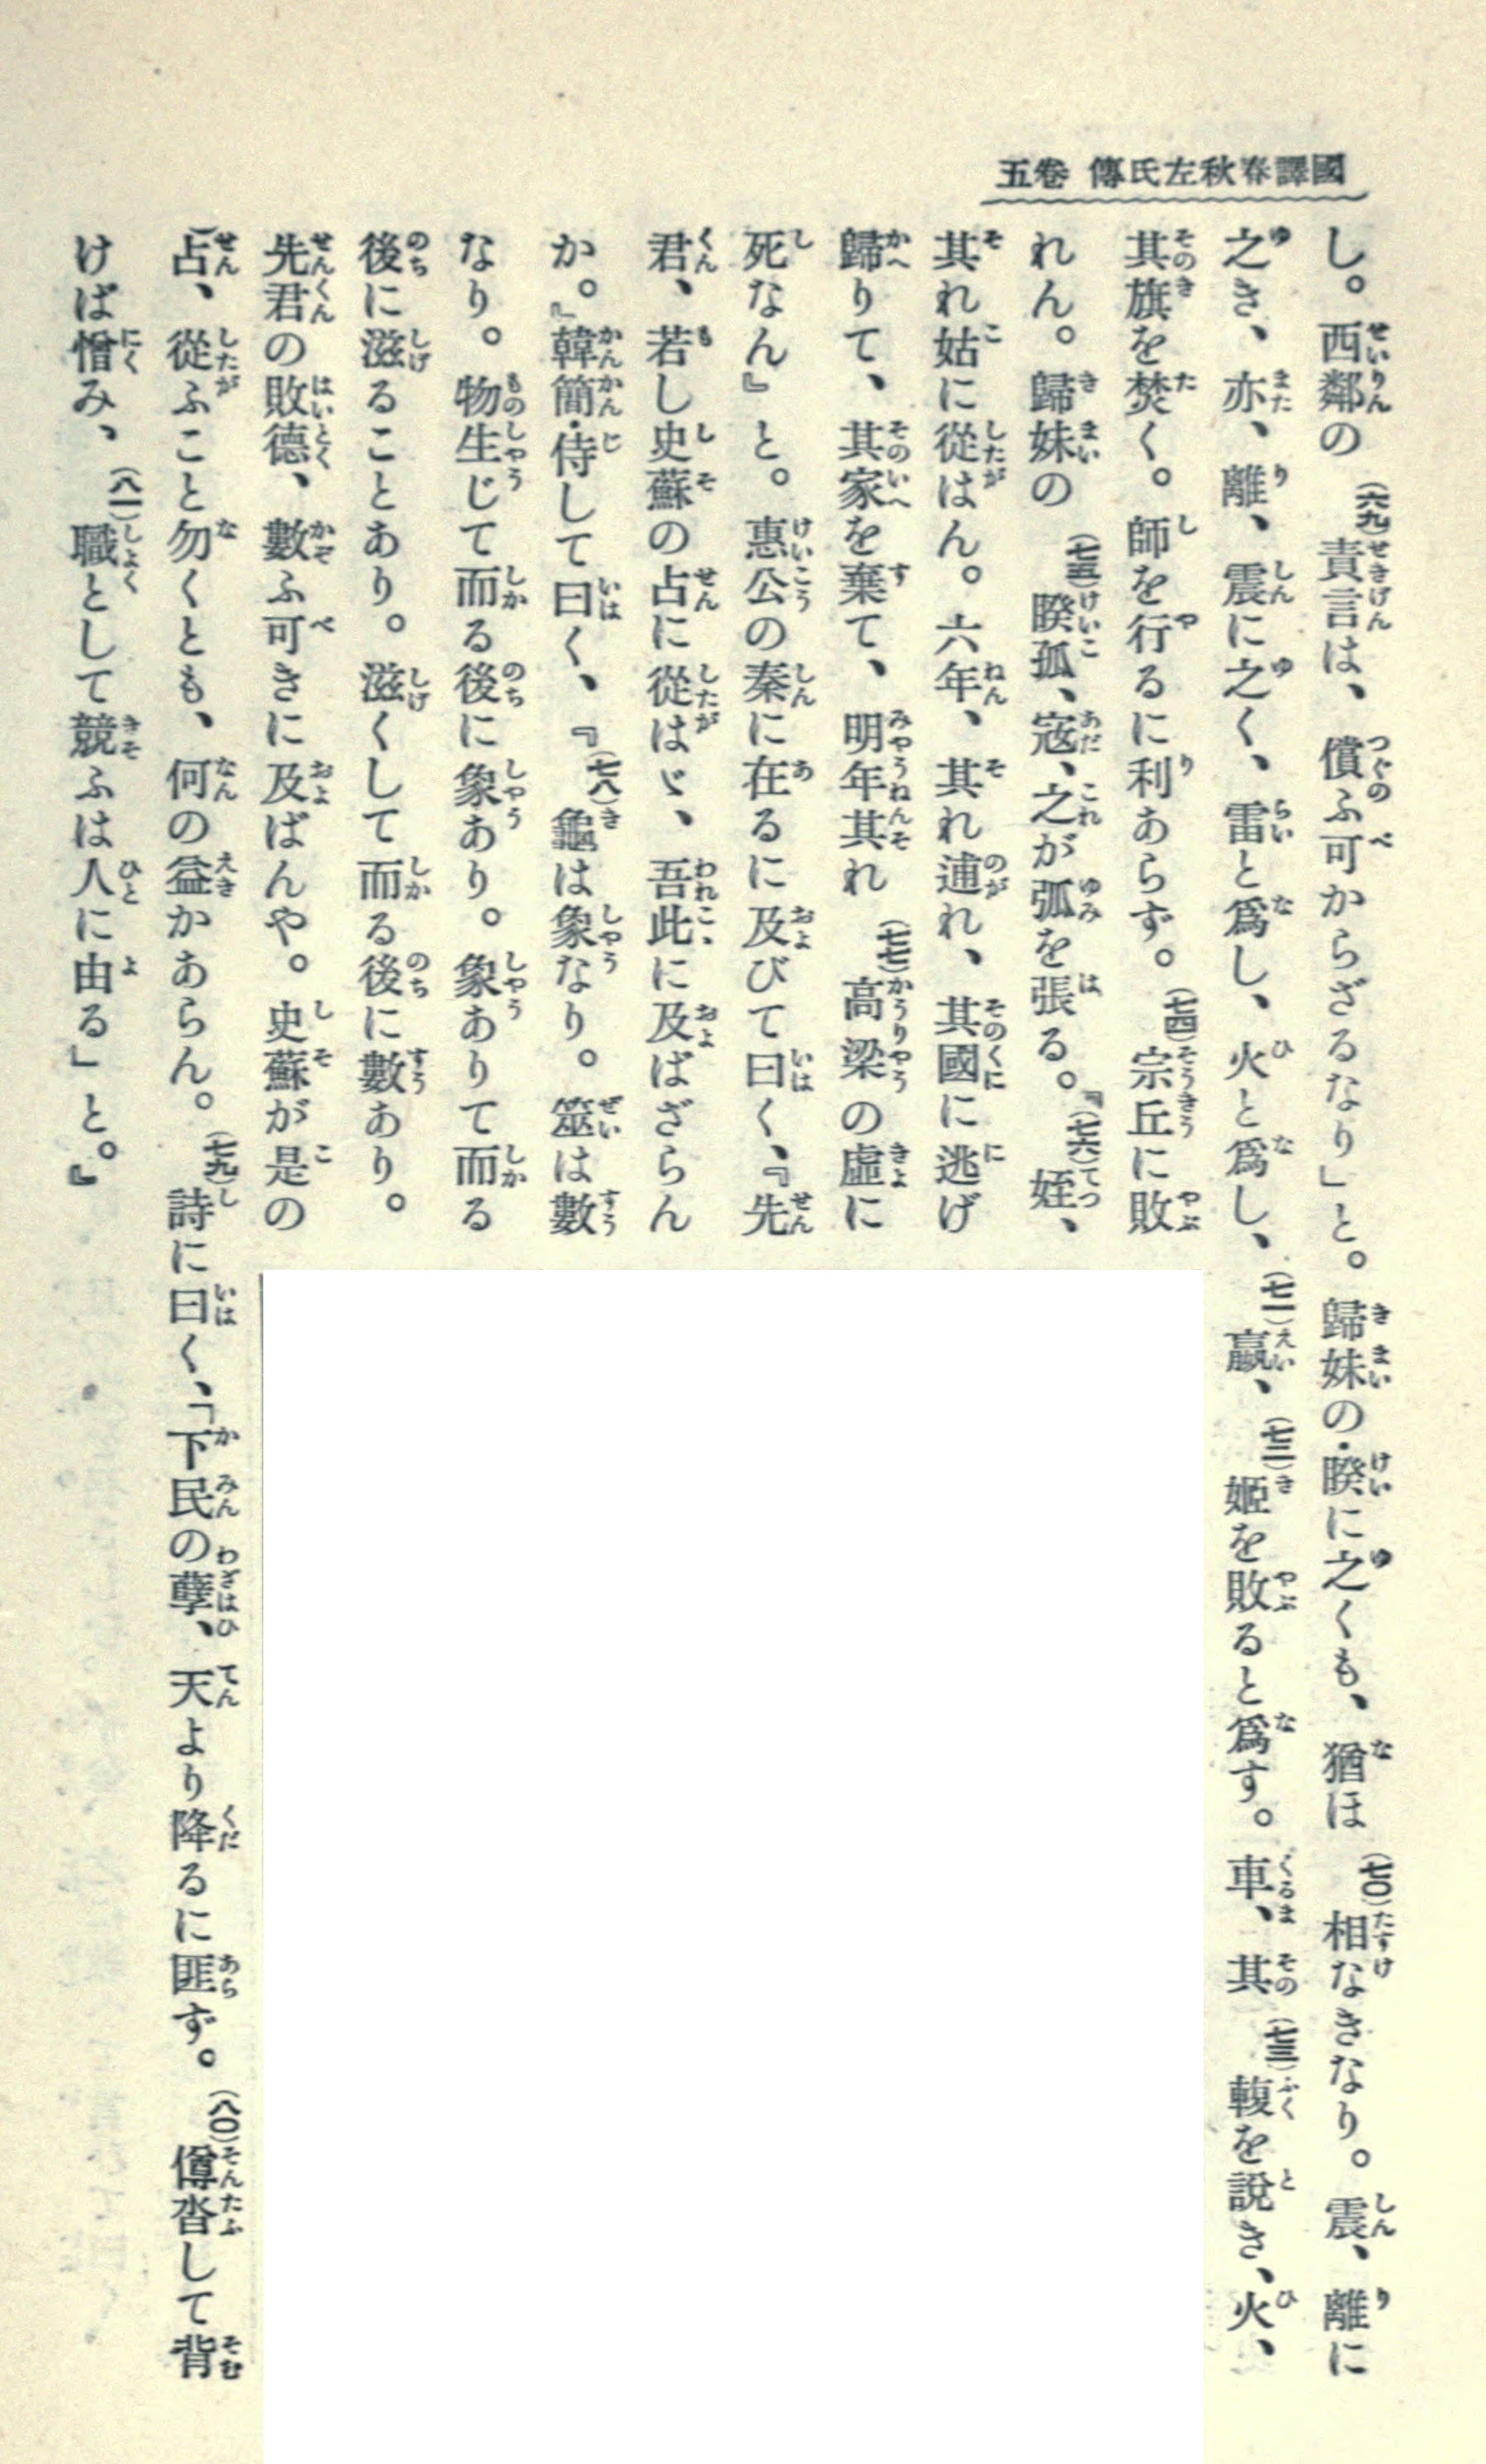 國譯春秋左氏傳 卷五
し。西鄰の(六九)責言は、償ふ可からざるなり」と。歸妹の・睽に之くも、猶ほ(七〇)相なきなり。震、離に
之き、亦、離、震に之く、雷と爲し、火と爲し、(七一)嬴、(七二)姬を敗ると爲す。車、其(七三)輹を說き、火、
其旗を焚く。師を行るに利あらず。(七四)宗丘に敗
れん。歸妹の(七五)睽孤、寇、之が弧を張る。『(七六)姪、
其れ姑に從はん。六年、其れ逋れ、其國に逃げ
歸りて、其家を棄て、明年其れ(七七)高梁の虛に
死なん』と。惠公の秦に在るに及びて曰く、『先
君、若し史蘇の占に從はゞ、吾此に及ばざらん
か。』韓簡・侍して曰く、『(七八)龜は象なり。筮は數
なり。物生じて而る後に象あり。象ありて而る
後に滋ることあり。滋くして而る後に數あり。
先君の敗德、數ふ可きに及ばんや。史蘇が是の
占、從ふこと勿くとも、何の益かあらん。(七九)詩に曰く、「下民の孽、天より降るに匪ず。(八〇)僔沓して背
けば憎み、(八一)職として競ふは人に由る」と。』